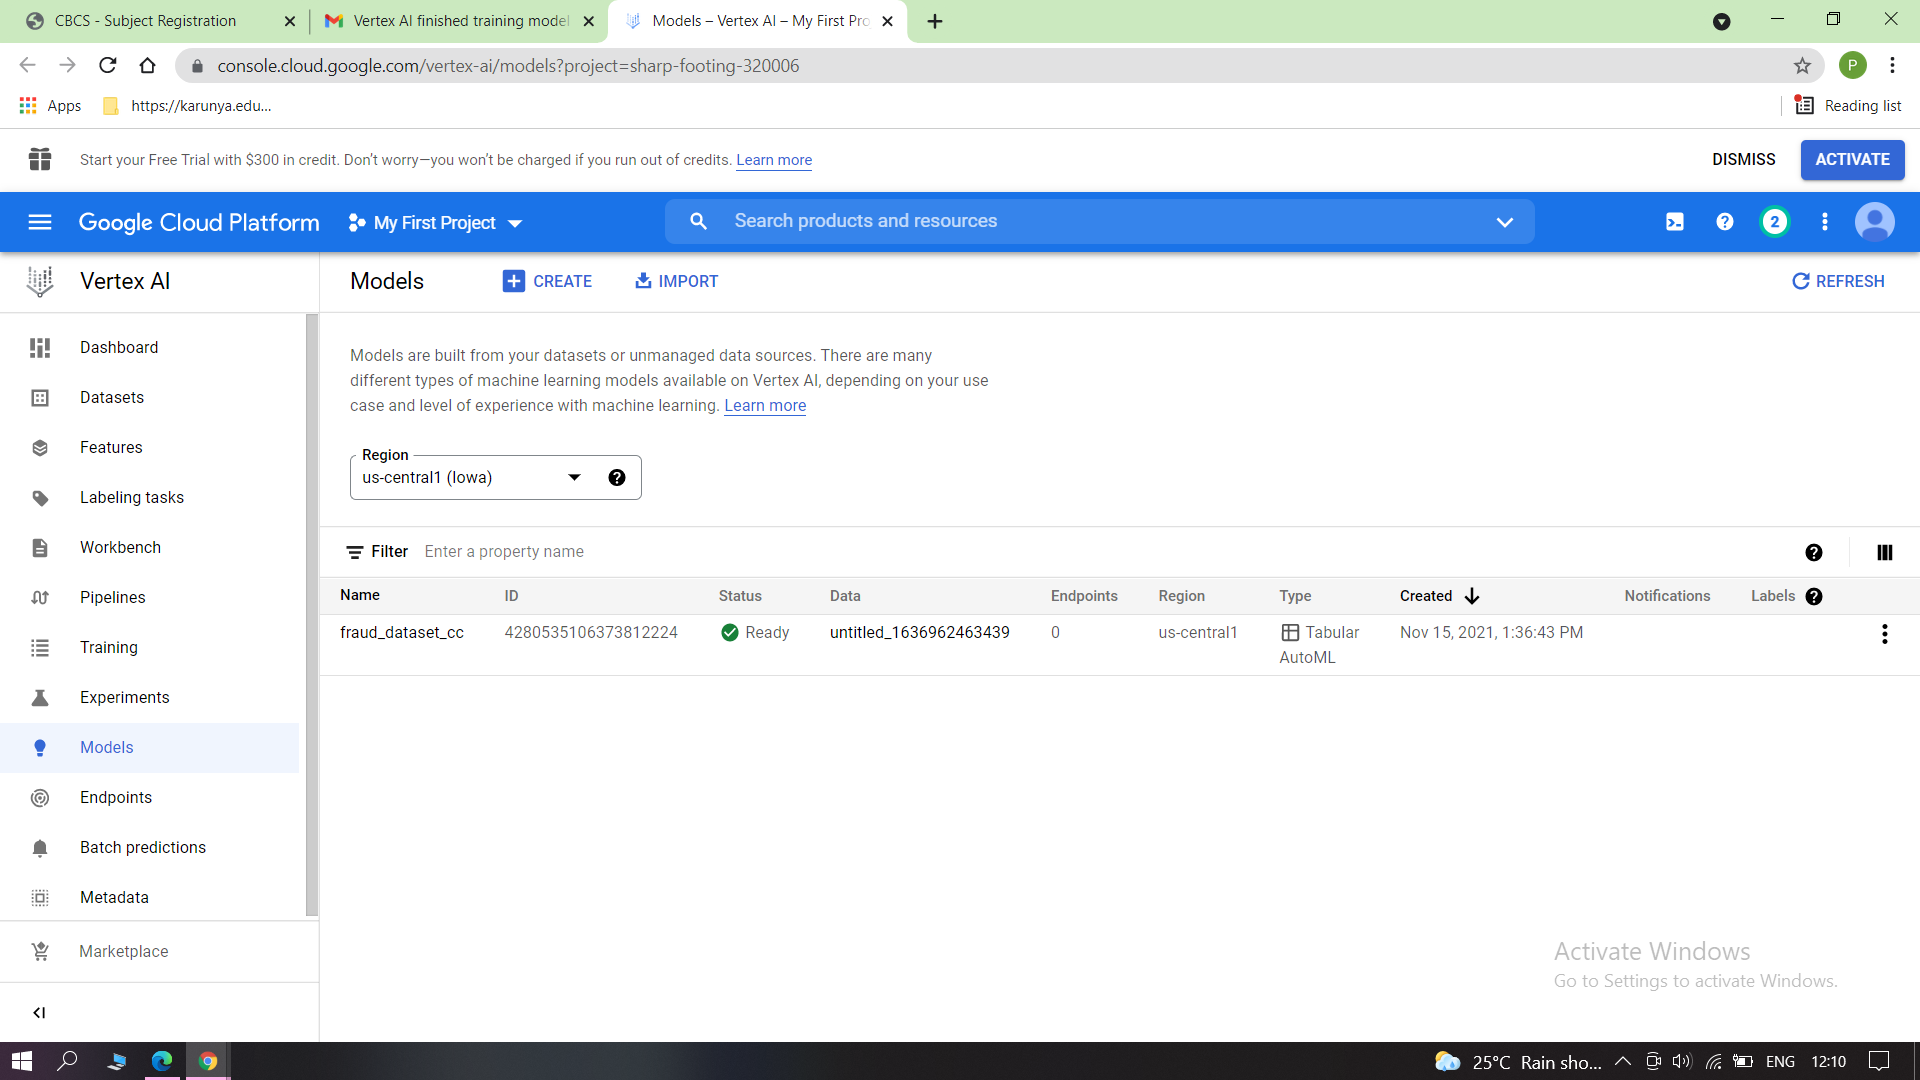 CBCS - Subject Registration
Vertex AI finished training model
Models – Vertex AI – My First Pro
console.cloud.google.com/vertex-ai/models?project=sharp-footing-320006
P
Apps
https://karunya.edu...
Reading list
Start your Free Trial with $300 in credit. Don't worry—you won't be charged if you run out of credits. Learn more
DISMISS
ACTIVATE
Google Cloud Platform
My First Project
Search products and resources
2
Vertex AI
Models
CREATE
IMPORT
REFRESH
Dashboard
Datasets
Features
Labeling tasks
Workbench
Pipelines
Training
Experiments
Models
Endpoints
Batch predictions
Metadata
Marketplace
Models are built from your datasets or unmanaged data sources. There are many
different types of machine learning models available on Vertex AI, depending on your use
case and level of experience with machine learning. Learn more
Region
us-central1 (Iowa)
Filter Enter a property name
Name ID Status Data Endpoints Region Type Created Notifications Labels
fraud_dataset_cc 4280535106373812224 Ready untitled_1636962463439 0 us-central1 Tabular Nov 15, 2021, 1:36:43 PM
AutoML
Activate Windows
Go to Settings to activate Windows.
25°C Rain sho... ENG 12:10